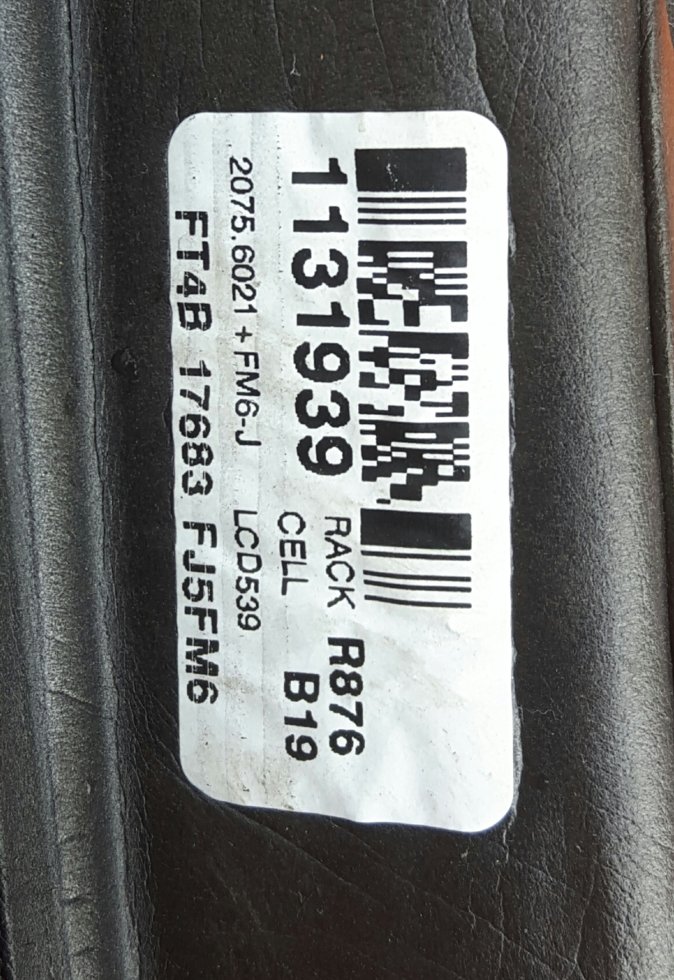 1131939 RACK R876
CELL B19
2075.6021 + FM6-J LCD539
FT4B 17683 FJ5FM6